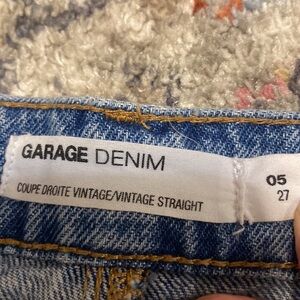 GARAGE DENIM
COUPE DROITE VINTAGE/VINTAGE STRAIGHT
05
27